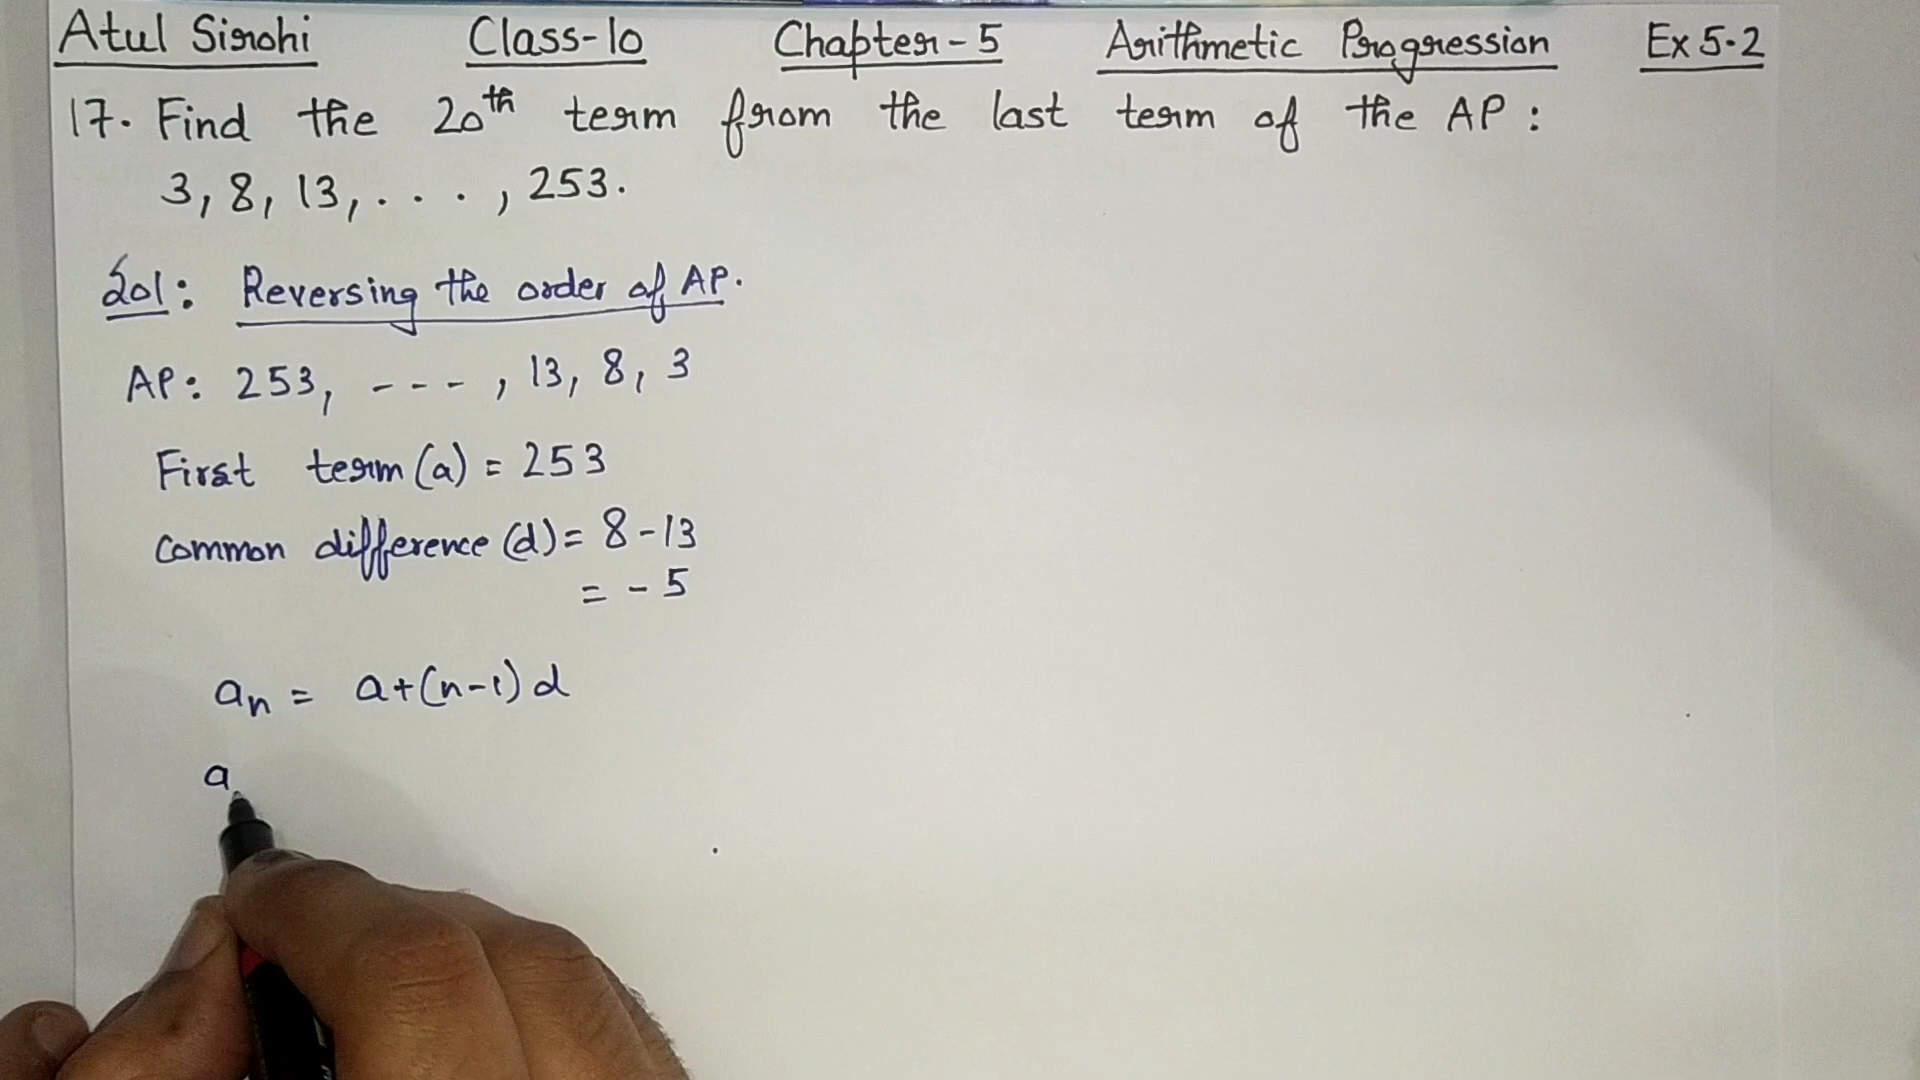 Atul Sirohi Class-10 Chapter-5 Arithmetic Progression Ex 5.2
17. Find the 20th term from the last term of the AP :
3, 8, 13, . . . , 253.
Sol: Reversing the order of AP.
AP: 253, - - - , 13, 8, 3
First term (a) = 253
Common difference (d) = 8 - 13
= - 5
an = a + (n-1) d
a